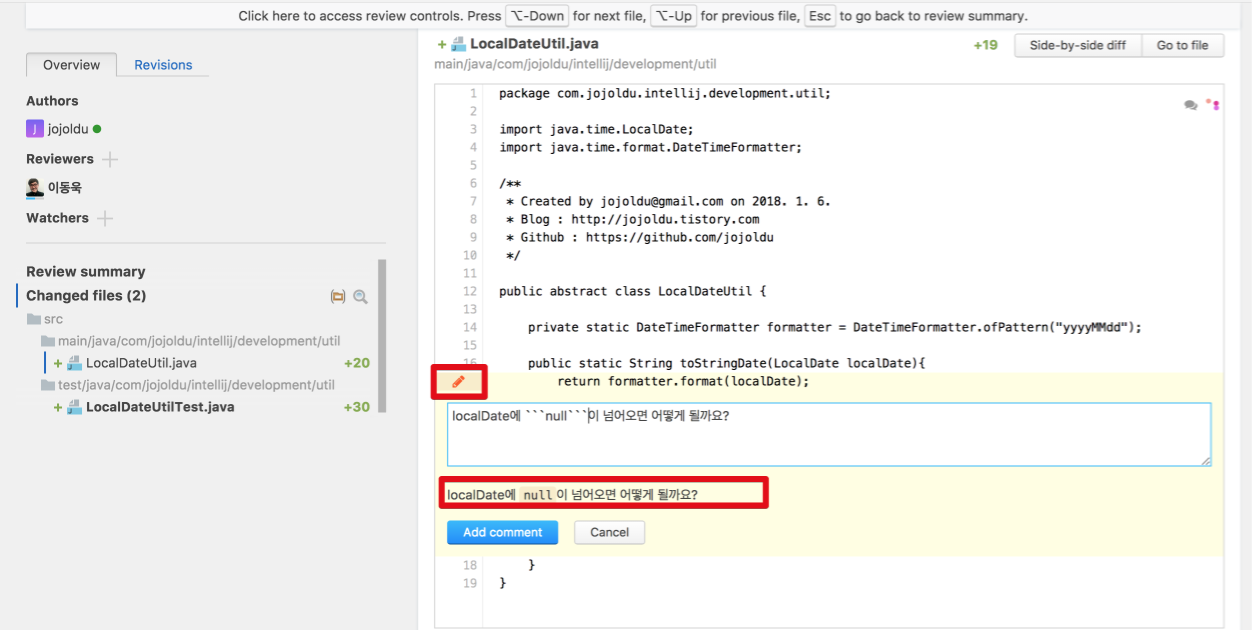 Click here to access review controls. Press ⌥-Down for next file, ⌥-Up for previous file, Esc to go back to review summary.
Overview Revisions
Authors
J jojoldu
Reviewers
이동욱
Watchers
Review summary
Changed files (2)
src
main/java/com/jojoldu/intellij/development/util
+ LocalDateUtil.java +20
test/java/com/jojoldu/intellij/development/util
+ LocalDateUtilTest.java +30
+ LocalDateUtil.java +19 Side-by-side diff Go to file
main/java/com/jojoldu/intellij/development/util
1 package com.jojoldu.intellij.development.util;
2
3 import java.time.LocalDate;
4 import java.time.format.DateTimeFormatter;
5
6 /**
7 * Created by jojoldu@gmail.com on 2018. 1. 6.
8 * Blog : http://jojoldu.tistory.com
9 * Github : https://github.com/jojoldu
10 */
11
12 public abstract class LocalDateUtil {
13
14 private static DateTimeFormatter formatter = DateTimeFormatter.ofPattern("yyyyMMdd");
15
16 public static String toStringDate(LocalDate localDate){
return formatter.format(localDate);
localDate에 ```null```이 넘어오면 어떻게 될까요?
localDate에 null이 넘어오면 어떻게 될까요?
Add comment Cancel
18 }
19 }